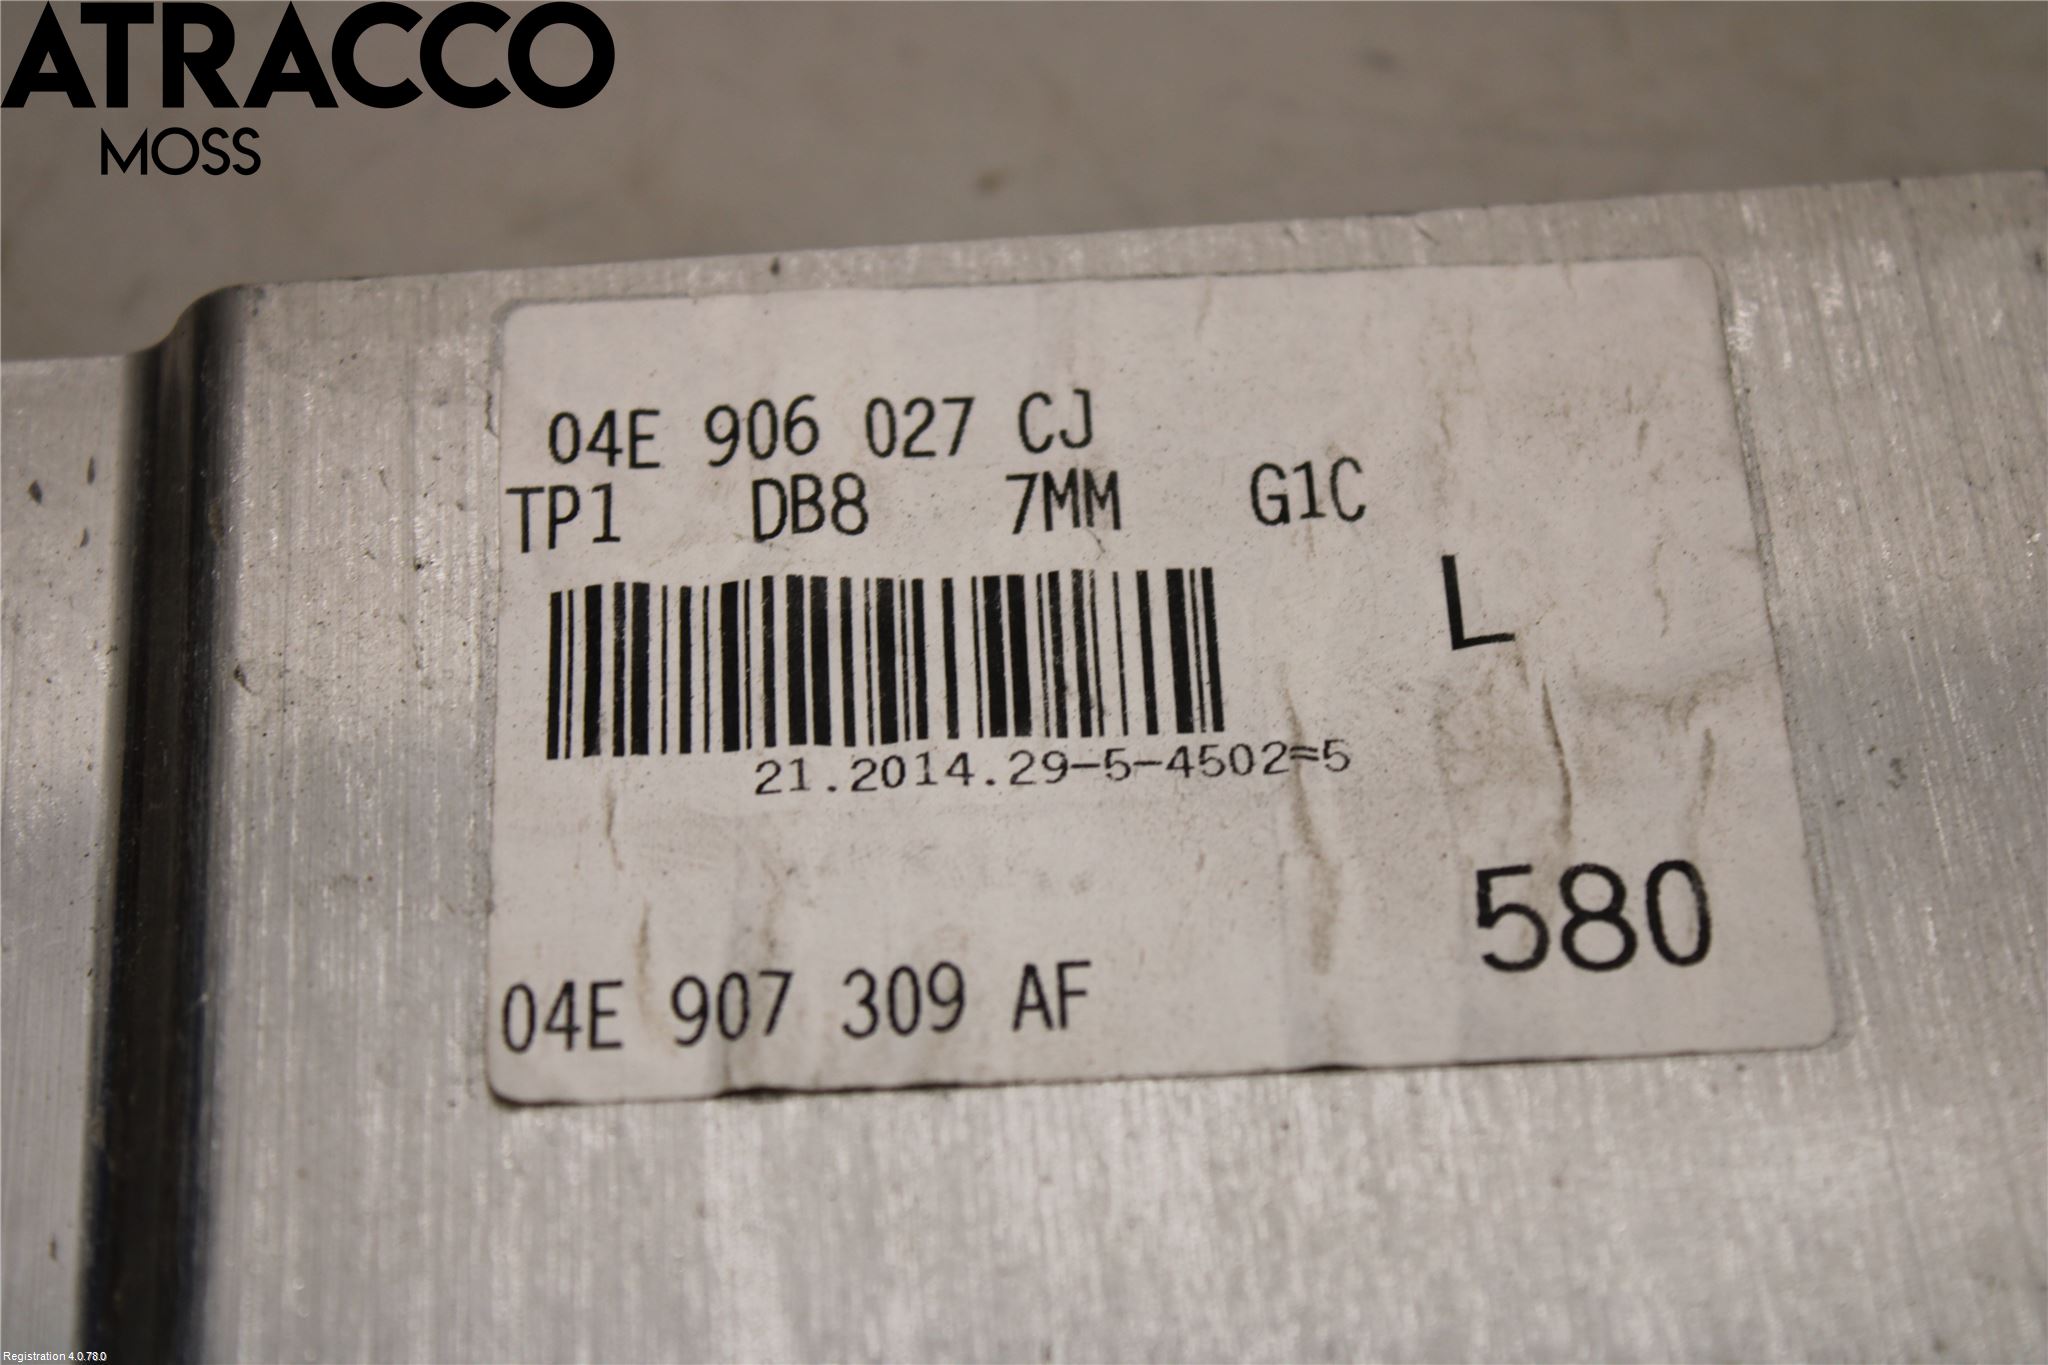 ATRACCO
MOSS
04E 906 027 CJ
TP1 DB8 7MM G1C
L
21.2014.29-5-4502=5
580
04E 907 309 AF
Registration 4.0.78.0